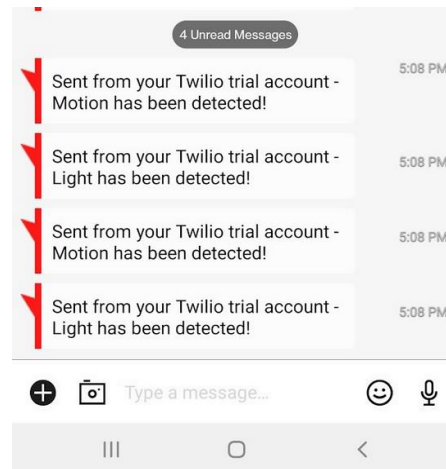 4 Unread Messages
5:08 PM
Sent from your Twilio trial account -
Motion has been detected!
5:08 PM
Sent from your Twilio trial account -
Light has been detected!
5:08 PM
Sent from your Twilio trial account -
Motion has been detected!
5:08 PM
Sent from your Twilio trial account -
Light has been detected!
Type a message...